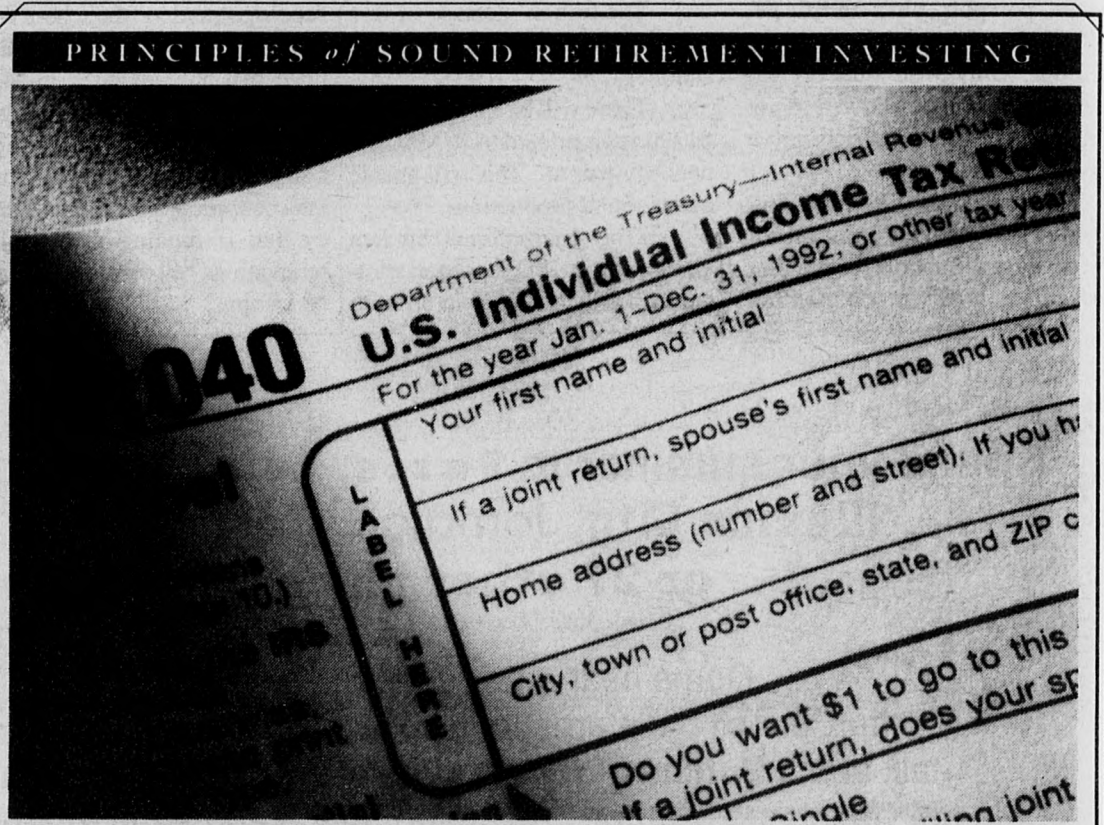 PRINCIPLES of SOUND RETIREMENT INVESTING
Department of the Treasury—Internal Revenue
040
U.S. Individual Income Tax
For the year Jan. 1–Dec. 31, 1992, or other tax year
LABEL HERE
Your first name and initial
If a joint return, spouse's first name and initial
Home address (number and street). If you
City, town or post office, state, and ZIP
Do you want $1 to go to this
If a joint return, does your
Single
joint
print